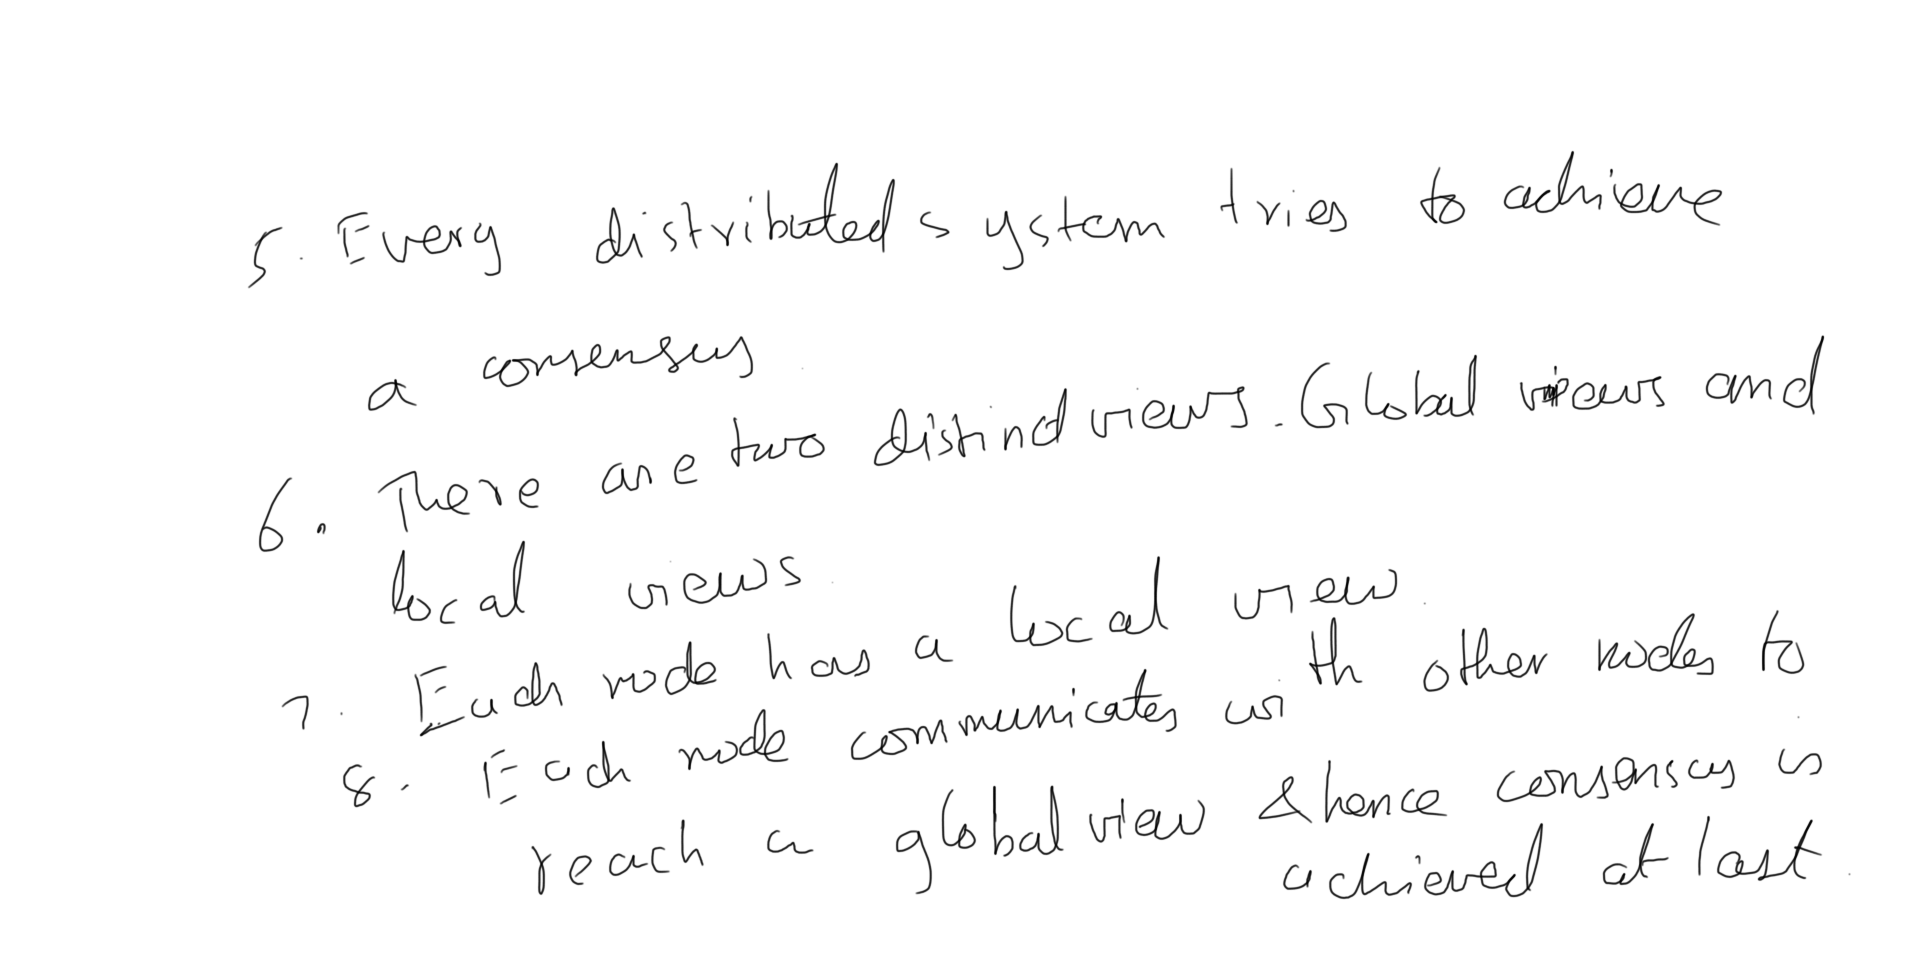 5. Every distributed system tries to achieve
a consensus
6. There are two distinct views. Global views and
local views
7. Each node has a local view
8. Each node communicates with other nodes to
reach a global view & hence consensus is
achieved at last